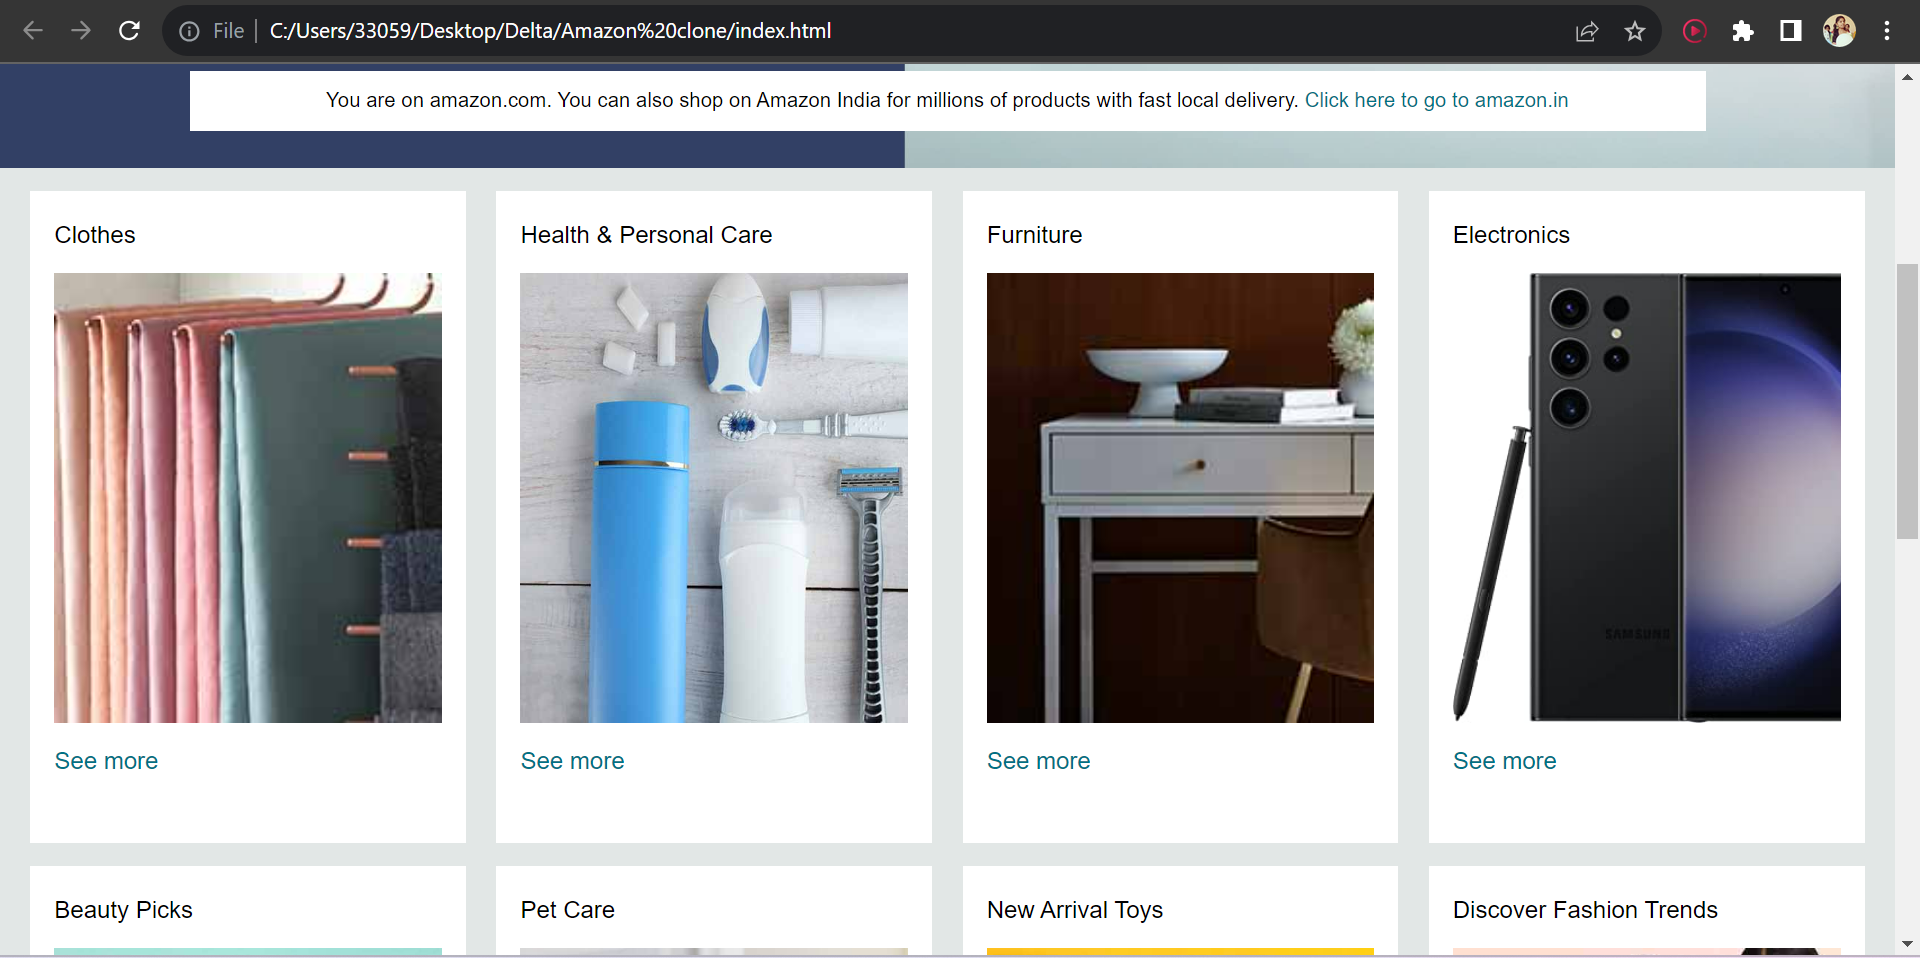 File C:/Users/33059/Desktop/Delta/Amazon%20clone/index.html
You are on amazon.com. You can also shop on Amazon India for millions of products with fast local delivery. Click here to go to amazon.in
Clothes
Health & Personal Care
Furniture
Electronics
SAMSUNG
See more
See more
See more
See more
Beauty Picks
Pet Care
New Arrival Toys
Discover Fashion Trends